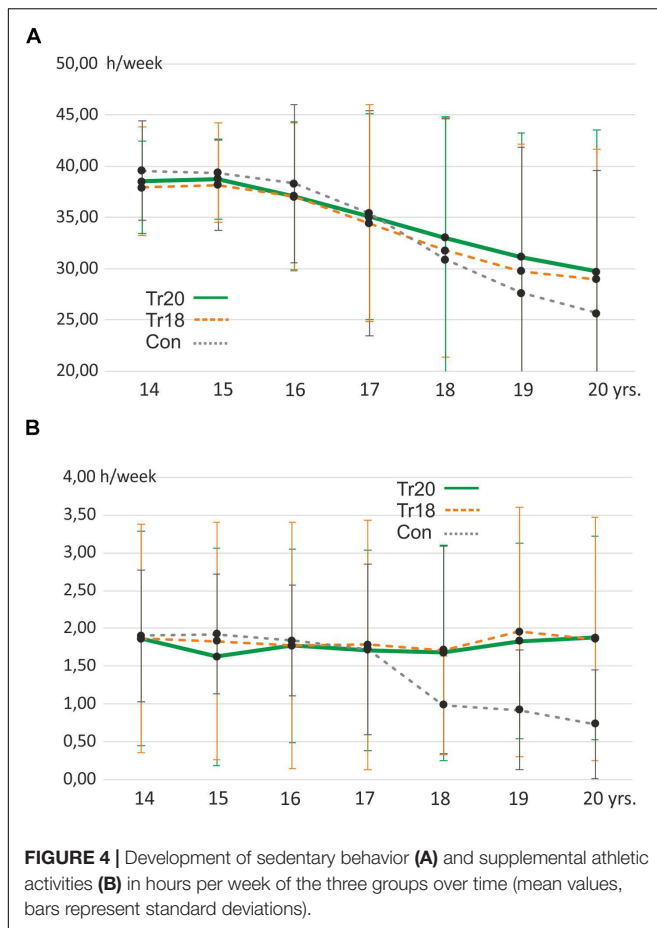 A
50,00 h/week
45,00
40,00
35,00
30,00
25,00
20,00
Tr20
Tr18
Con
14 15 16 17 18 19 20 yrs.
B
4,00 h/week
3,50
3,00
2,50
2,00
1,50
1,00
0,50
0,00
Tr20
Tr18
Con
14 15 16 17 18 19 20 yrs.
FIGURE 4 | Development of sedentary behavior (A) and supplemental athletic
activities (B) in hours per week of the three groups over time (mean values,
bars represent standard deviations).